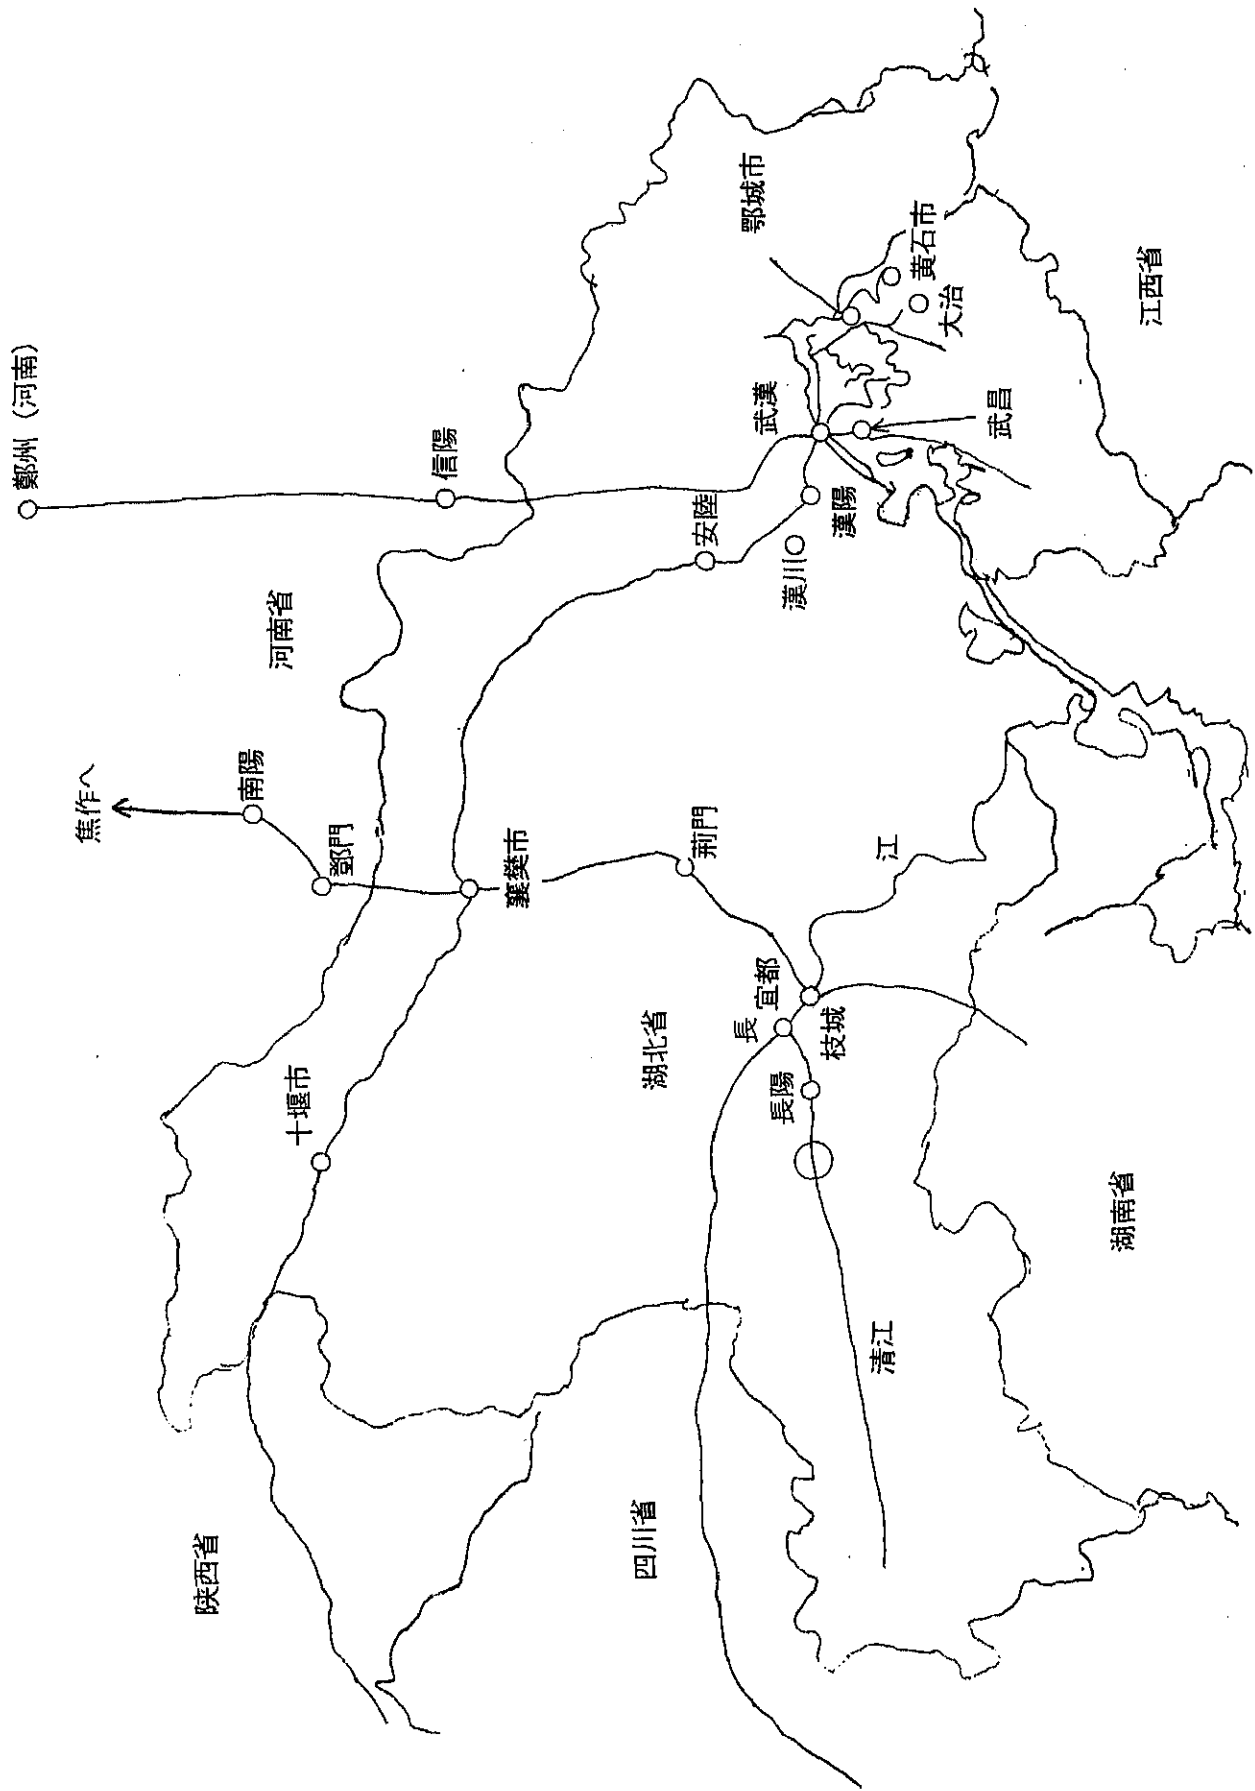 鄭州（河南）
焦作へ
南陽
信陽
河南省
鄧門
襄樊市
十堰市
陝西省
安陸
武漢
鄂城市
黄石市
大治
漢川
漢陽
武昌
江西省
荆門
江
宜都
長
枝城
長陽
湖北省
清江
四川省
湖南省